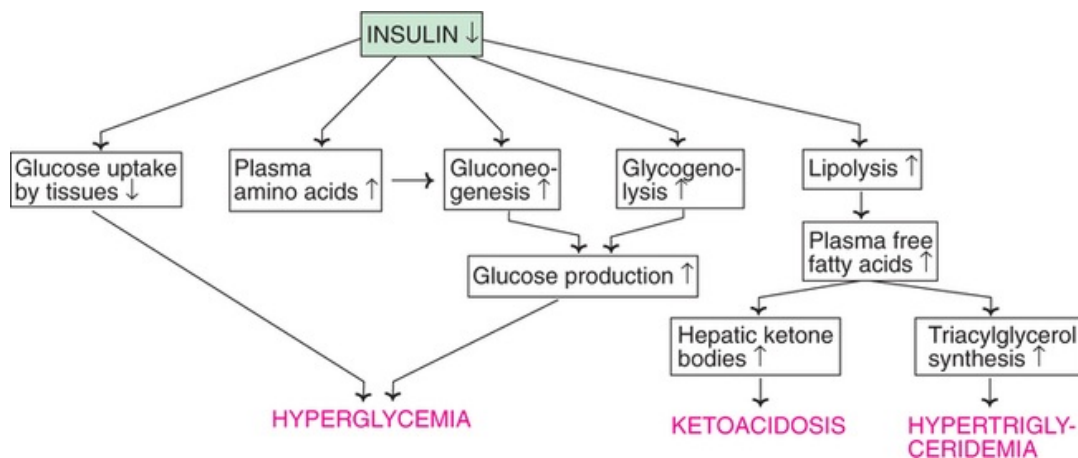 INSULIN ↓
Glucose uptake
by tissues ↓
Plasma
amino acids ↑
Gluconeo-
genesis ↑
Glycogeno-
lysis ↑
Lipolysis ↑
Plasma free
fatty acids ↑
Glucose production ↑
Hepatic ketone
bodies ↑
Triacylglycerol
synthesis ↑
HYPERGLYCEMIA
KETOACIDOSIS
HYPERTRIGLY-
CERIDEMIA